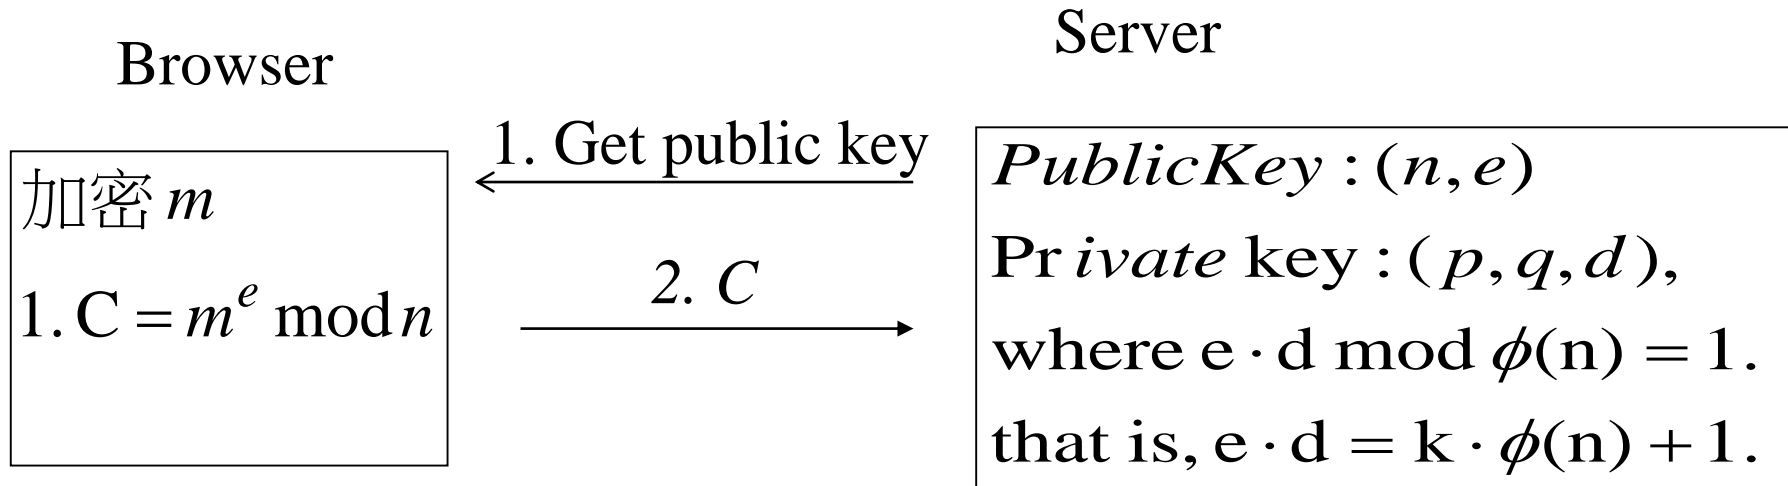 Browser
Server
1. Get public key
加密 m
1. C = m^e mod n
2. C
PublicKey : (n, e)
Private key : (p, q, d),
where e · d mod ϕ(n) = 1.
that is, e · d = k · ϕ(n) + 1.